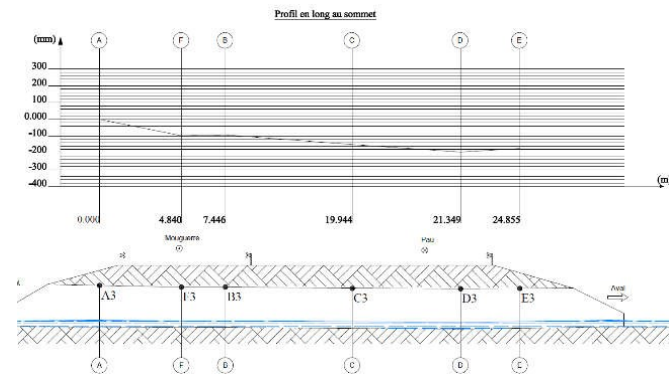 Profil en long au sommet
A F B C D E
(mm)
300
200
100
0.000
-100
-200
-300
-400
(m)
0.000 4.840 7.446 19.944 21.349 24.855
Mouguerre Pau
A3 F3 B3 C3 D3 E3
Aval
A F B C D E